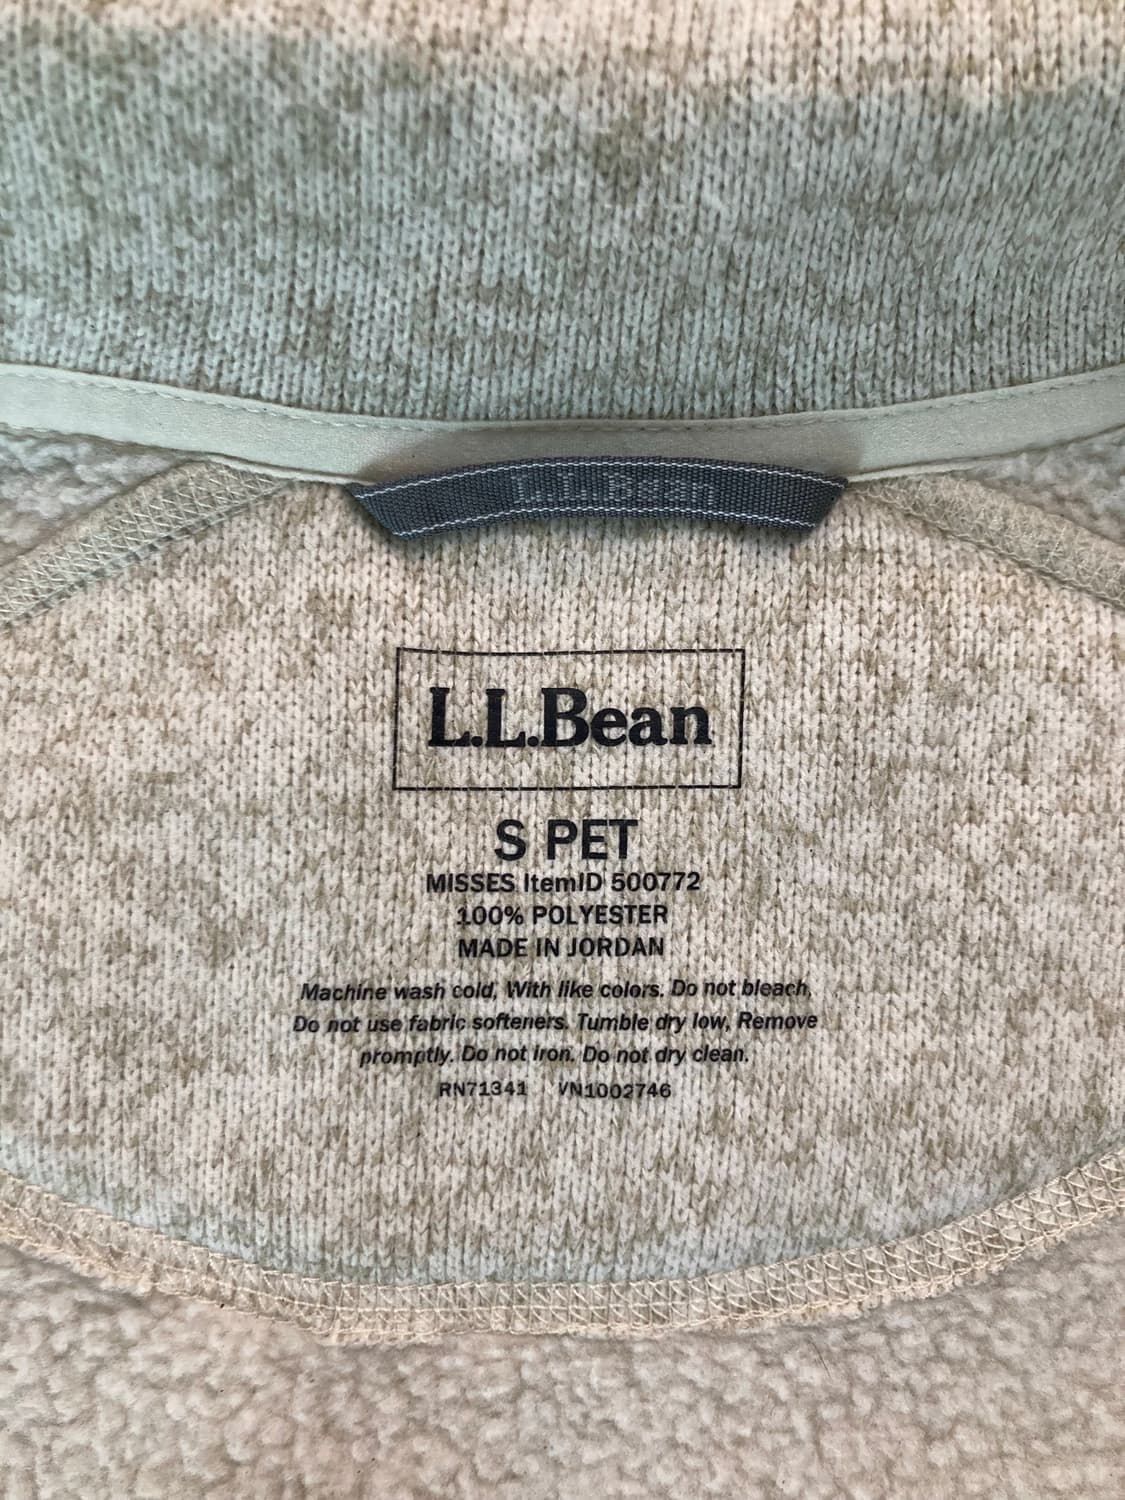 L.L.Bean
L.L.Bean
S PET
MISSES ItemID 500772
100% POLYESTER
MADE IN JORDAN
Machine wash cold, With like colors. Do not bleach,
Do not use fabric softeners. Tumble dry low, Remove
promptly. Do not iron. Do not dry clean.
RN71341 VN1002746